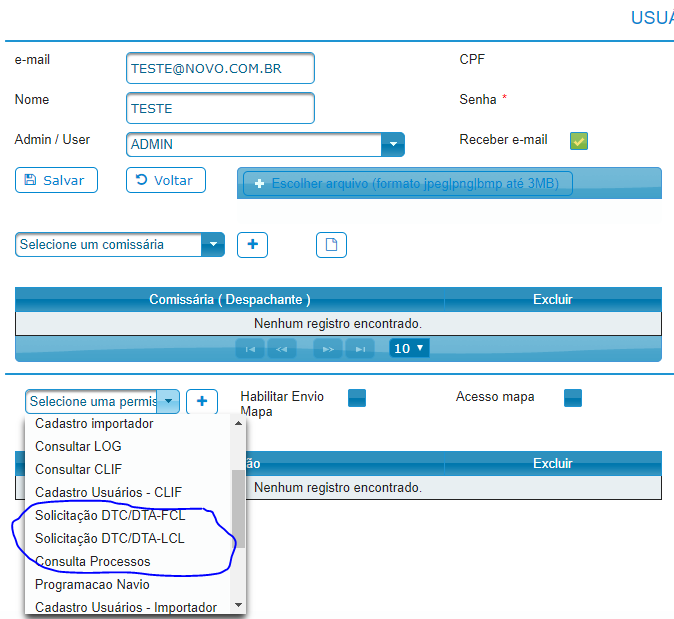 USUÁ
e-mail
TESTE@NOVO.COM.BR
CPF
Nome
TESTE
Senha *
Admin / User
ADMIN
Receber e-mail
Salvar
Voltar
Escolher arquivo (formato jpeg|png|bmp até 3MB)
Selecione um comissária
Comissária ( Despachante )
Excluir
Nenhum registro encontrado.
10
Selecione uma permis
Habilitar Envio
Mapa
Acesso mapa
Cadastro importador
Consultar LOG
Consultar CLIF
Cadastro Usuários - CLIF
Solicitação DTC/DTA-FCL
Solicitação DTC/DTA-LCL
Consulta Processos
Programacao Navio
Cadastro Usuários - Importador
ão
Excluir
Nenhum registro encontrado.